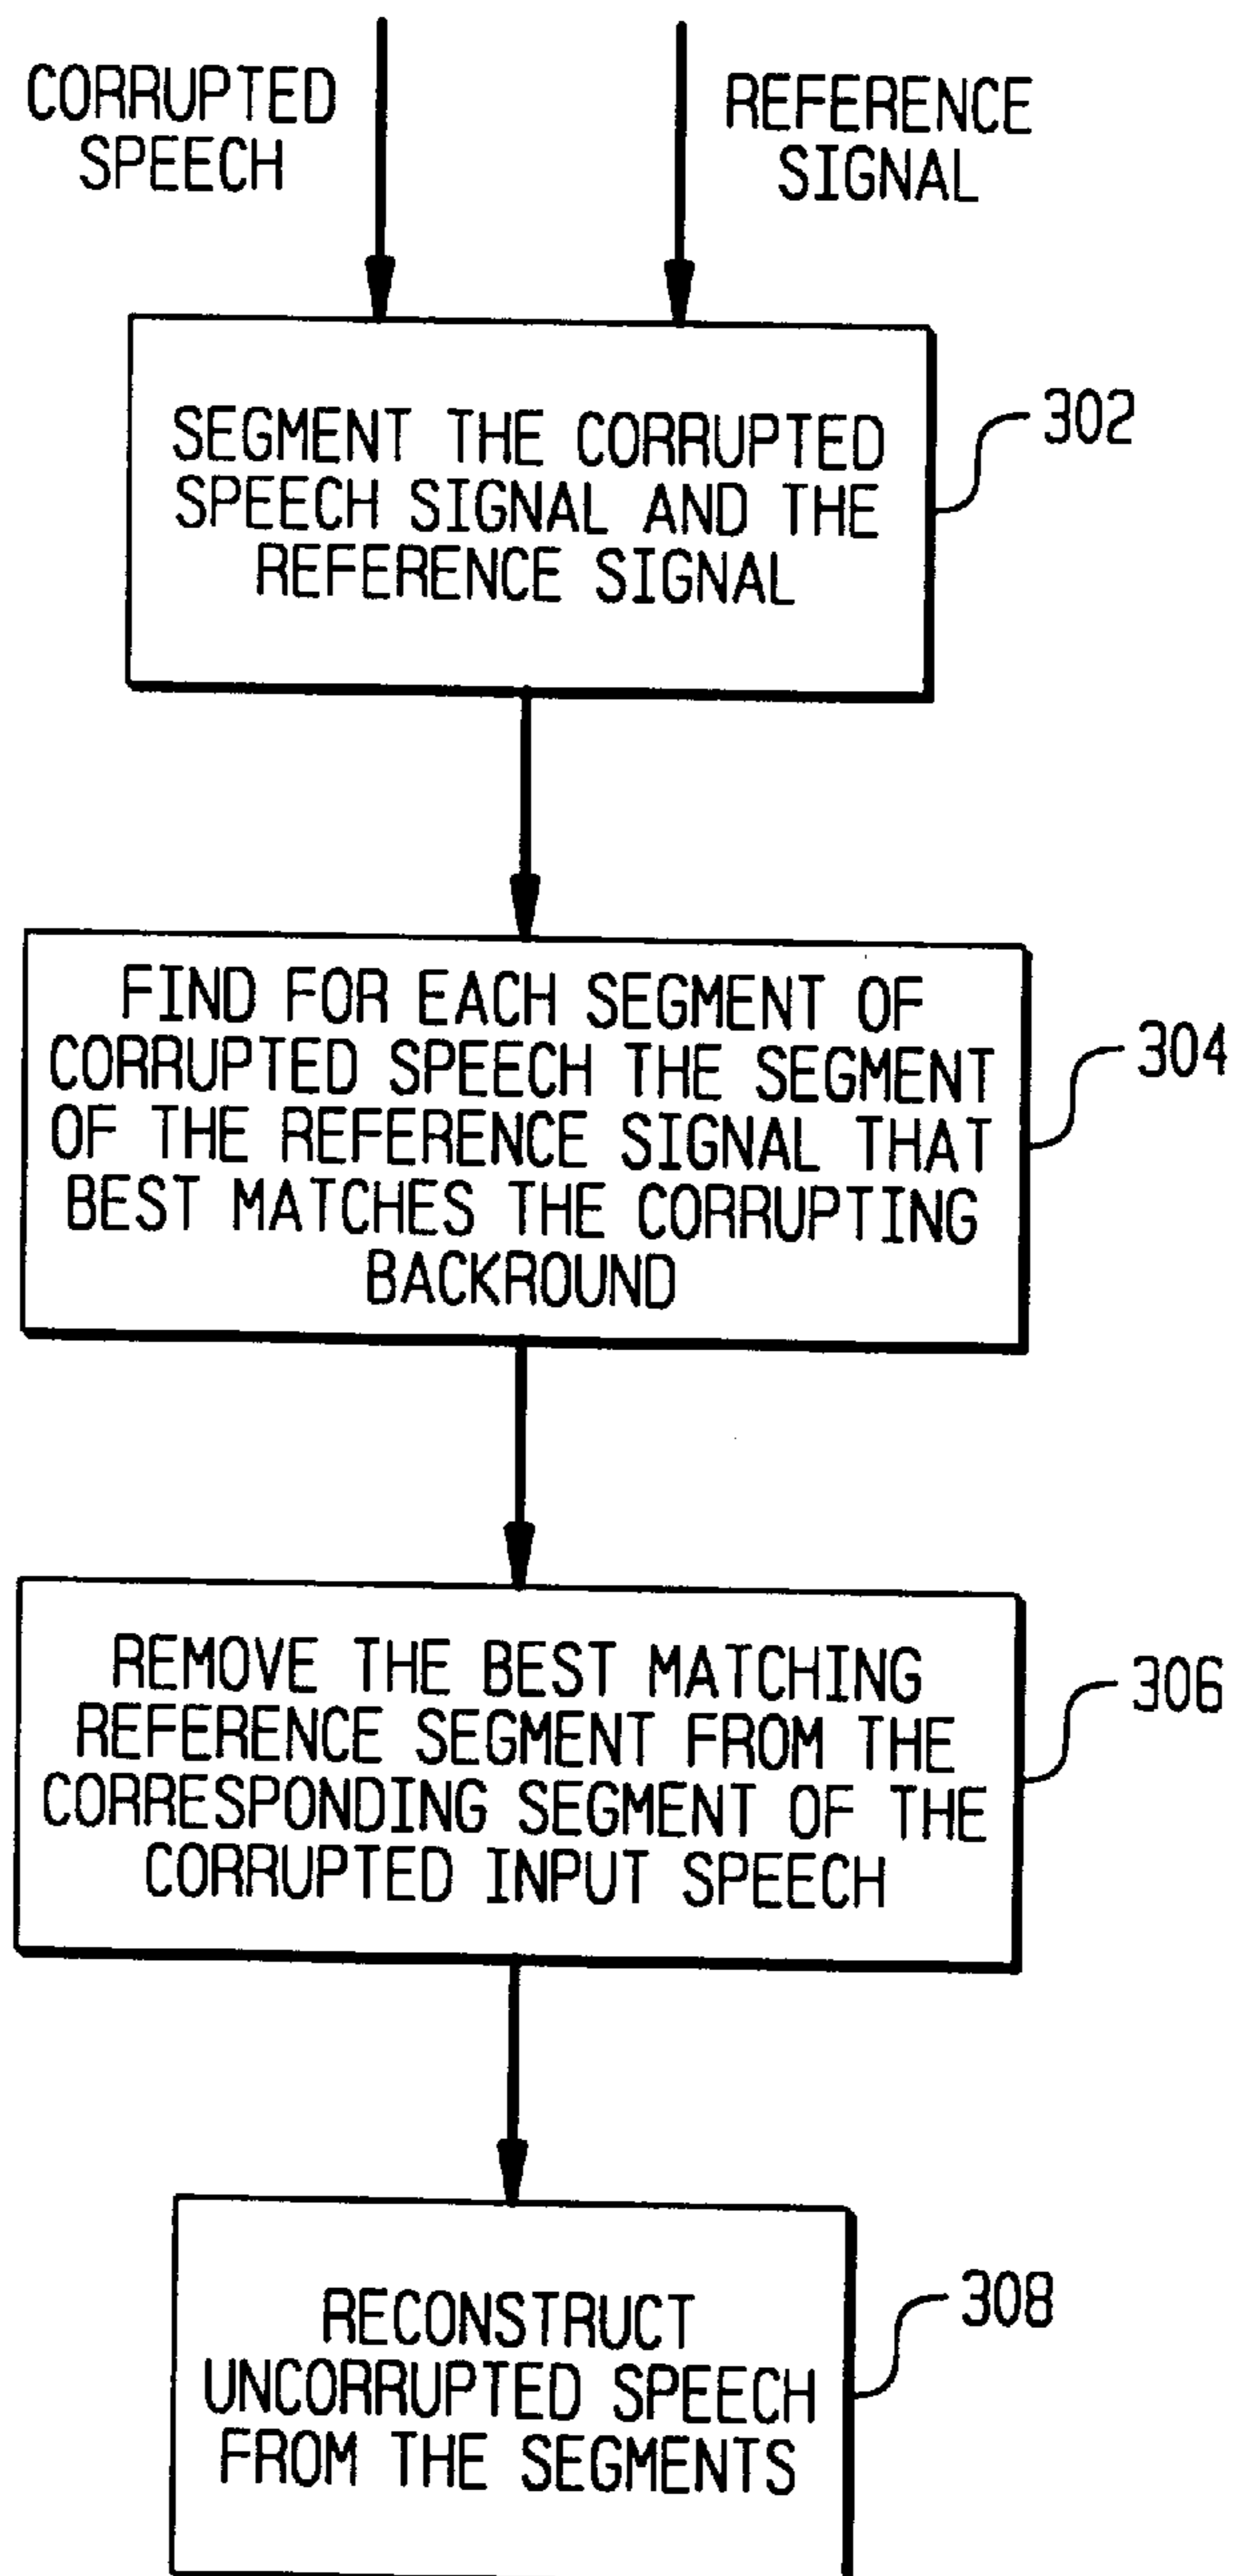 CORRUPTED
SPEECH
REFERENCE
SIGNAL
SEGMENT THE CORRUPTED
SPEECH SIGNAL AND THE
REFERENCE SIGNAL
302
FIND FOR EACH SEGMENT OF
CORRUPTED SPEECH THE SEGMENT
OF THE REFERENCE SIGNAL THAT
BEST MATCHES THE CORRUPTING
BACKROUND
304
REMOVE THE BEST MATCHING
REFERENCE SEGMENT FROM THE
CORRESPONDING SEGMENT OF THE
CORRUPTED INPUT SPEECH
306
RECONSTRUCT
UNCORRUPTED SPEECH
FROM THE SEGMENTS
308